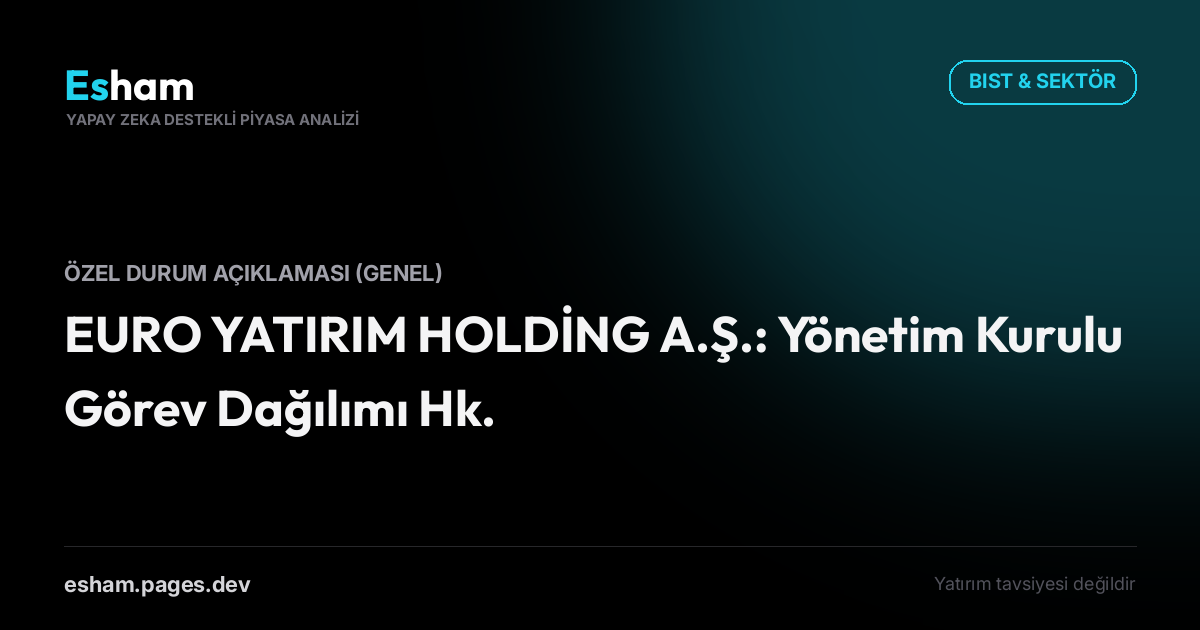 Esham
BIST & SEKTÖR
YAPAY ZEKA DESTEKLİ PİYASA ANALİZİ
ÖZEL DURUM AÇIKLAMASI (GENEL)
EURO YATIRIM HOLDİNG A.Ş.: Yönetim Kurulu
Görev Dağılımı Hk.
esham.pages.dev
Yatırım tavsiyesi değildir